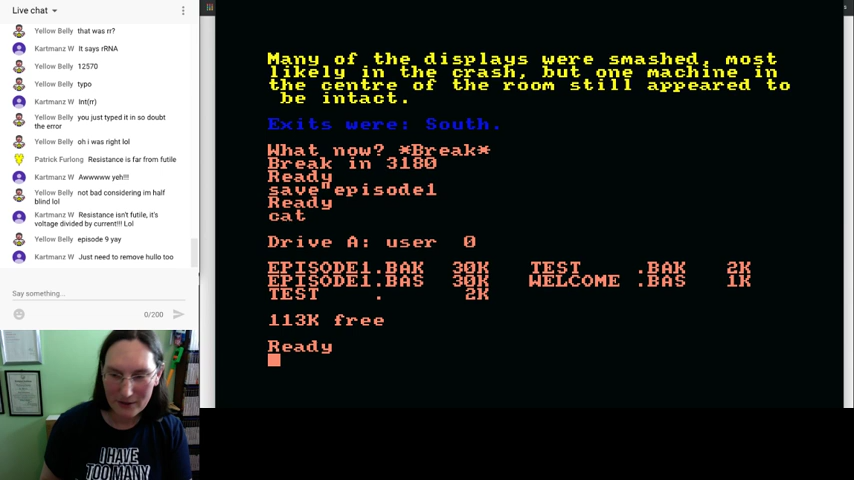 Live chat
Yellow Belly that was rr?
Kartmanz W It says rRNA
Yellow Belly 12570
Yellow Belly typo
Kartmanz W Int(rr)
Yellow Belly you just typed it in so doubt
the error
Yellow Belly oh i was right lol
Patrick Furlong Resistance is far from futile
Kartmanz W Awwwww yeh!!!
Yellow Belly not bad considering im half
blind lol
Kartmanz W Resistance isn't futile, it's
voltage divided by current!!! Lol
Yellow Belly episode 9 yay
Kartmanz W Just need to remove hullo too
Say something...
0/200
I HAVE
TOO MANY
Many of the displays were smashed, most
likely in the crash, but one machine in
the centre of the room still appeared to
be intact.
Exits were: South.
What now? *Break*
Break in 3180
Ready
save"episode1
Ready
cat
Drive A: user 0
EPISODE1.BAK 30K TEST .BAK 2K
EPISODE1.BAS 30K WELCOME .BAS 1K
TEST . 2K
113K free
Ready